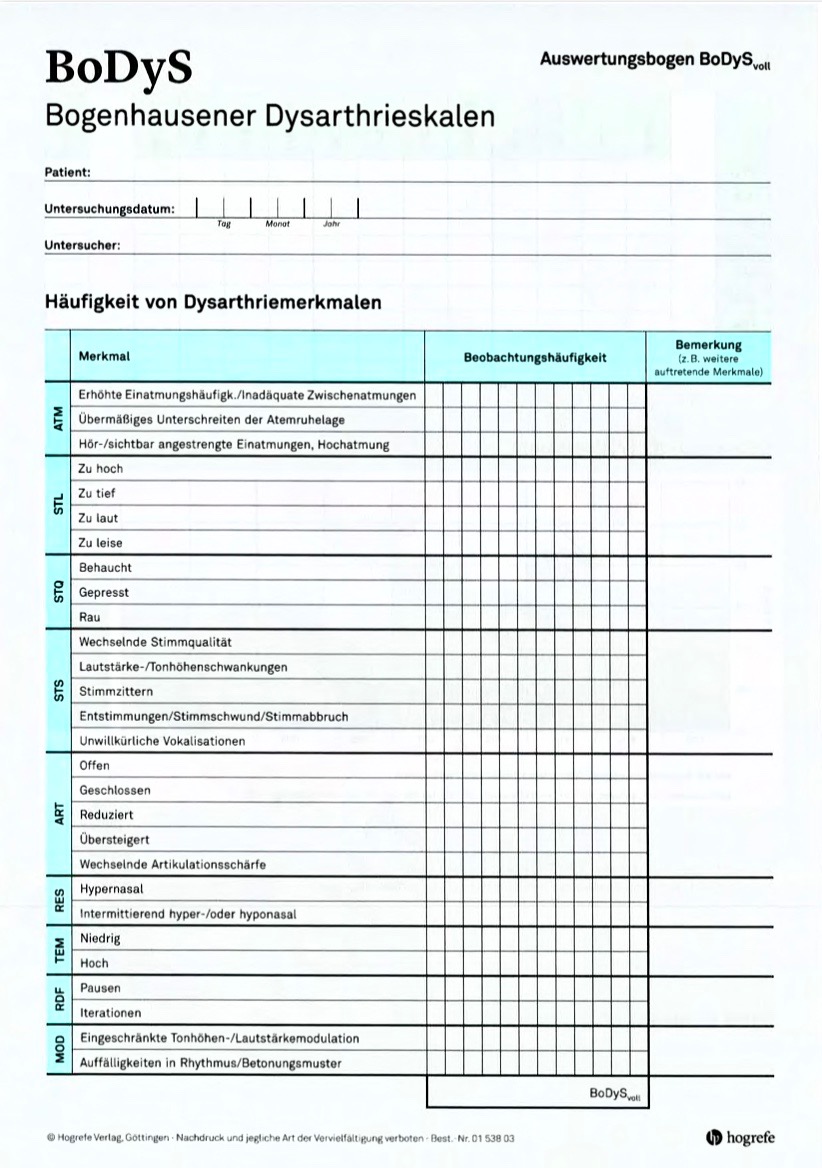 BoDyS
Auswertungsbogen BoDySvoll
Bogenhausener Dysarthrieskalen
Patient:
Untersuchungsdatum:
Tag Monat Jahr
Untersucher:
Häufigkeit von Dysarthriemerkmalen
Merkmal
Beobachtungshäufigkeit
Bemerkung
(z. B. weitere
auftretende Merkmale)
ATM
Erhöhte Einatmungshäufigk./Inadäquate Zwischenatmungen
Übermäßiges Unterschreiten der Atemruhelage
Hör-/sichtbar angestrengte Einatmungen, Hochatmung
STL
Zu hoch
Zu tief
Zu laut
Zu leise
STQ
Behaucht
Gepresst
Rau
STS
Wechselnde Stimmqualität
Lautstärke-/Tonhöhenschwankungen
Stimmzittern
Entstimmungen/Stimmschwund/Stimmabbruch
Unwillkürliche Vokalisationen
ART
Offen
Geschlossen
Reduziert
Übersteigert
Wechselnde Artikulationsschärfe
RES
Hypernasal
Intermittierend hyper-/oder hyponasal
TEM
Niedrig
Hoch
RDF
Pausen
Iterationen
MOD
Eingeschränkte Tonhöhen-/Lautstärkemodulation
Auffälligkeiten in Rhythmus/Betonungsmuster
BoDySvoll
© Hogrefe Verlag, Göttingen · Nachdruck und jegliche Art der Vervielfältigung verboten · Best.-Nr. 01 538 03
hogrefe